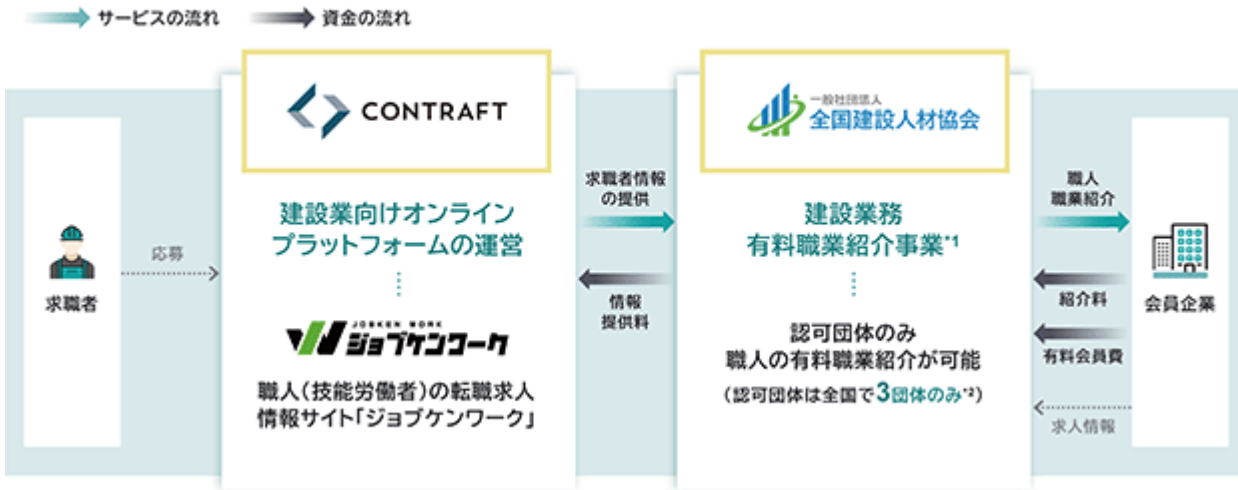 サービスの流れ
資金の流れ
求職者
応募
CONTRAFT
建設業向けオンライン
プラットフォームの運営
JOBKEN WORK
ジョブケンワーク
職人(技能労働者)の転職求人
情報サイト「ジョブケンワーク」
求職者情報
の提供
情報
提供料
一般社団法人
全国建設人材協会
建設業務
有料職業紹介事業*1
認可団体のみ
職人の有料職業紹介が可能
(認可団体は全国で3団体のみ*2)
職人
職業紹介
紹介料
有料会員費
求人情報
会員企業